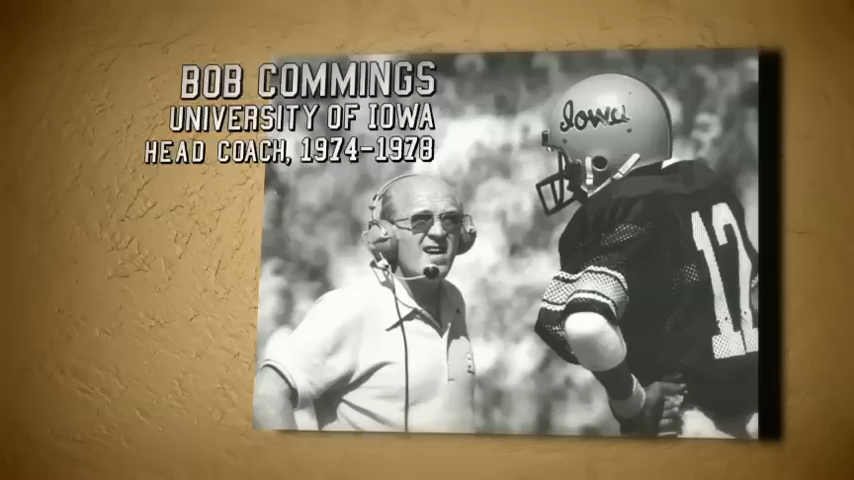 BOB COMMINGS
UNIVERSITY OF IOWA
HEAD COACH, 1974-1978
Iowa
12